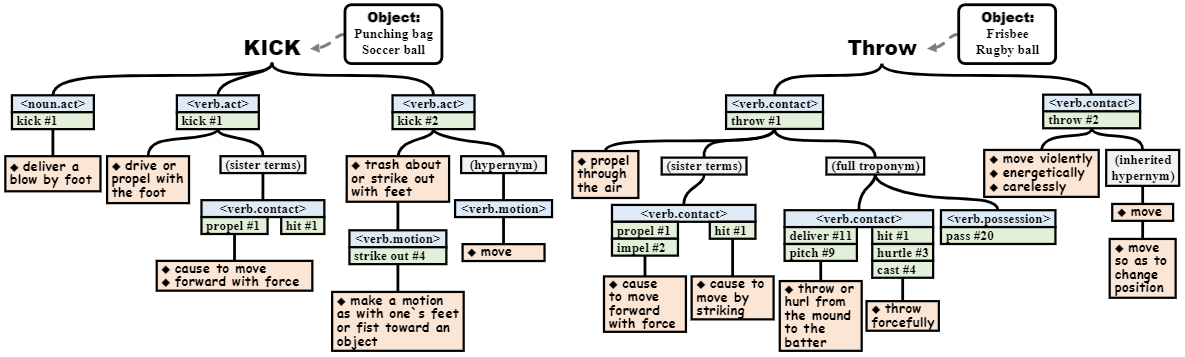 Object:
Punching bag
Soccer ball
KICK
<noun.act>
kick #1
◆ deliver a
blow by foot
<verb.act>
kick #1
◆ drive or
propel with
the foot
(sister terms)
<verb.contact>
propel #1
hit #1
◆ cause to move
◆ forward with force
<verb.act>
kick #2
◆ trash about
or strike out
with feet
<verb.motion>
strike out #4
◆ make a motion
as with one`s feet
or fist toward an
object
(hypernym)
<verb.motion>
◆ move
Object:
Frisbee
Rugby ball
Throw
<verb.contact>
throw #1
◆ propel
through
the air
(sister terms)
<verb.contact>
propel #1
impel #2
hit #1
◆ cause
to move
forward
with force
◆ cause to
move by
striking
(full troponym)
<verb.contact>
deliver #11
pitch #9
hit #1
hurtle #3
cast #4
◆ throw or
hurl from
the mound
to the
batter
◆ throw
forcefully
<verb.possession>
pass #20
<verb.contact>
throw #2
◆ move violently
◆ energetically
◆ carelessly
(inherited
hypernym)
◆ move
◆ move
so as to
change
position